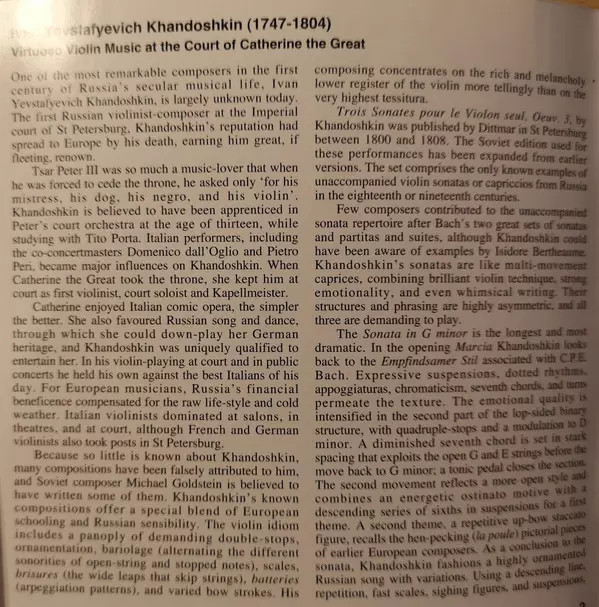 Yevstafyevich Khandoshkin (1747-1804)
Virtuoso Violin Music at the Court of Catherine the Great
One of the most remarkable composers in the first
century of Russia's secular musical life, Ivan
Yevstafyevich Khandoshkin, is largely unknown today.
The first Russian violinist-composer at the Imperial
court of St Petersburg, Khandoshkin's reputation had
spread to Europe by his death, earning him great, if
fleeting, renown.
Tsar Peter III was so much a music-lover that when
he was forced to cede the throne, he asked only 'for his
mistress, his dog, his negro, and his violin'.
Khandoshkin is believed to have been apprenticed in
Peter's court orchestra at the age of thirteen, while
studying with Tito Porta. Italian performers, including
the co-concertmasters Domenico dall'Oglio and Pietro
Peri, became major influences on Khandoshkin. When
Catherine the Great took the throne, she kept him at
court as first violinist, court soloist and Kapellmeister.
Catherine enjoyed Italian comic opera, the simpler
the better. She also favoured Russian song and dance,
through which she could down-play her German
heritage, and Khandoshkin was uniquely qualified to
entertain her. In his violin-playing at court and in public
concerts he held his own against the best Italians of his
day. For European musicians, Russia's financial
beneficence compensated for the raw life-style and cold
weather. Italian violinists dominated at salons, in
theatres, and at court, although French and German
violinists also took posts in St Petersburg.
Because so little is known about Khandoshkin,
many compositions have been falsely attributed to him,
and Soviet composer Michael Goldstein is believed to
have written some of them. Khandoshkin's known
compositions offer a special blend of European
schooling and Russian sensibility. The violin idiom
includes a panoply of demanding double-stops,
ornamentation, bariolage (alternating the different
sonorities of open-string and stopped notes), scales,
brisures (the wide leaps that skip strings), batteries
(arpeggiation patterns), and varied bow strokes. His
composing concentrates on the rich and melancholy
lower register of the violin more tellingly than on the
very highest tessitura.
Trois Sonates pour le Violon seul, Oeuv. 3, by
Khandoshkin was published by Dittmar in St Petersburg
between 1800 and 1808. The Soviet edition used for
these performances has been expanded from earlier
versions. The set comprises the only known examples of
unaccompanied violin sonatas or capriccios from Russia
in the eighteenth or nineteenth centuries.
Few composers contributed to the unaccompanied
sonata repertoire after Bach's two great sets of sonatas
and partitas and suites, although Khandoshkin could
have been aware of examples by Isidore Bertheaume.
Khandoshkin's sonatas are like multi-movement
caprices, combining brilliant violin technique, strong
emotionality, and even whimsical writing. Their
structures and phrasing are highly asymmetric, and all
three are demanding to play.
The Sonata in G minor is the longest and most
dramatic. In the opening Marcia Khandoshkin looks
back to the Empfindsamer Stil associated with C.P.E.
Bach. Expressive suspensions, dotted rhythms,
appoggiaturas, chromaticism, seventh chords, and turns
permeate the texture. The emotional quality is
intensified in the second part of the lop-sided binary
structure, with quadruple-stops and a modulation to D
minor. A diminished seventh chord is set in stark
spacing that exploits the open G and E strings before the
move back to G minor; a tonic pedal closes the section.
The second movement reflects a more open style and
combines an energetic ostinato motive with a
descending series of sixths in suspensions for a first
theme. A second theme, a repetitive up-bow staccato
figure, recalls the hen-pecking (la poule) pictorial pieces
of earlier European composers. As a conclusion to the
sonata, Khandoshkin fashions a highly ornamented
Russian song with variations. Using a descending line,
repetition, fast scales, sighing figures, and suspensions,